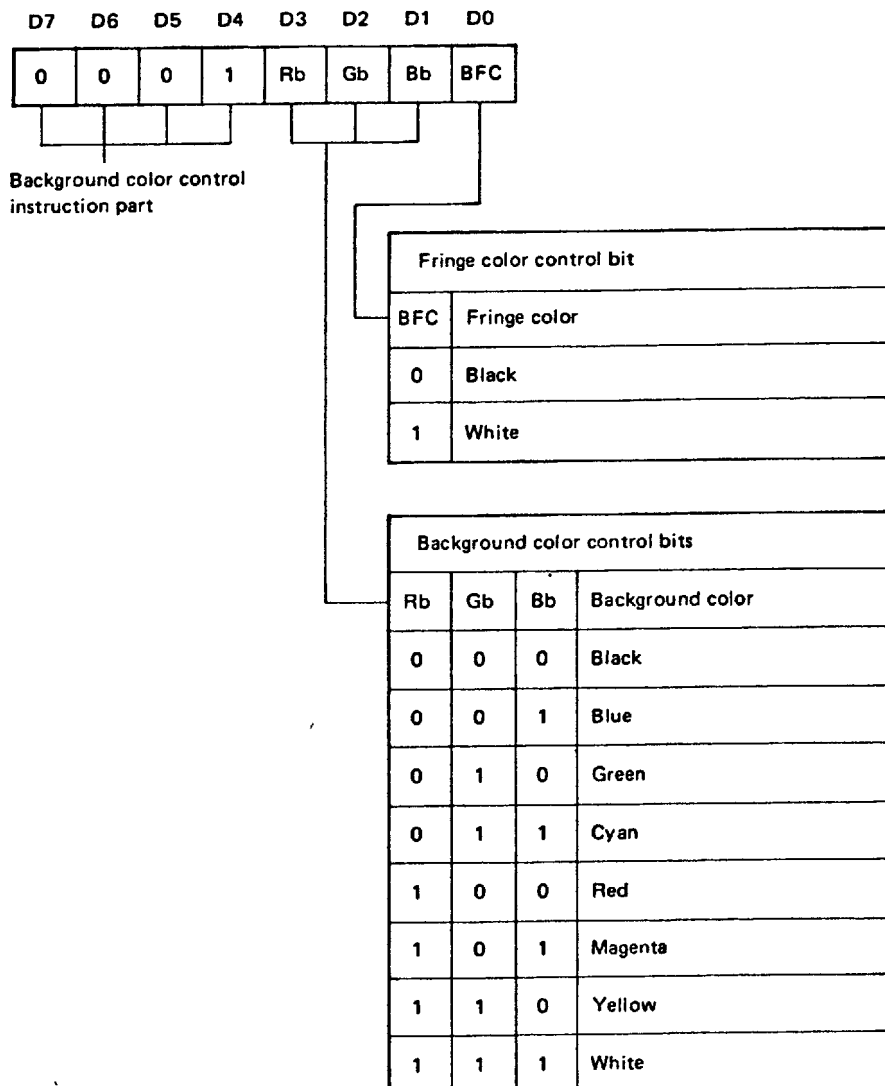 D7 D6 D5 D4 D3 D2 D1 D0
0 0 0 1 Rb Gb Bb BFC
Background color control
instruction part
Fringe color control bit
BFC Fringe color
0 Black
1 White
Background color control bits
Rb Gb Bb Background color
0 0 0 Black
0 0 1 Blue
0 1 0 Green
0 1 1 Cyan
1 0 0 Red
1 0 1 Magenta
1 1 0 Yellow
1 1 1 White